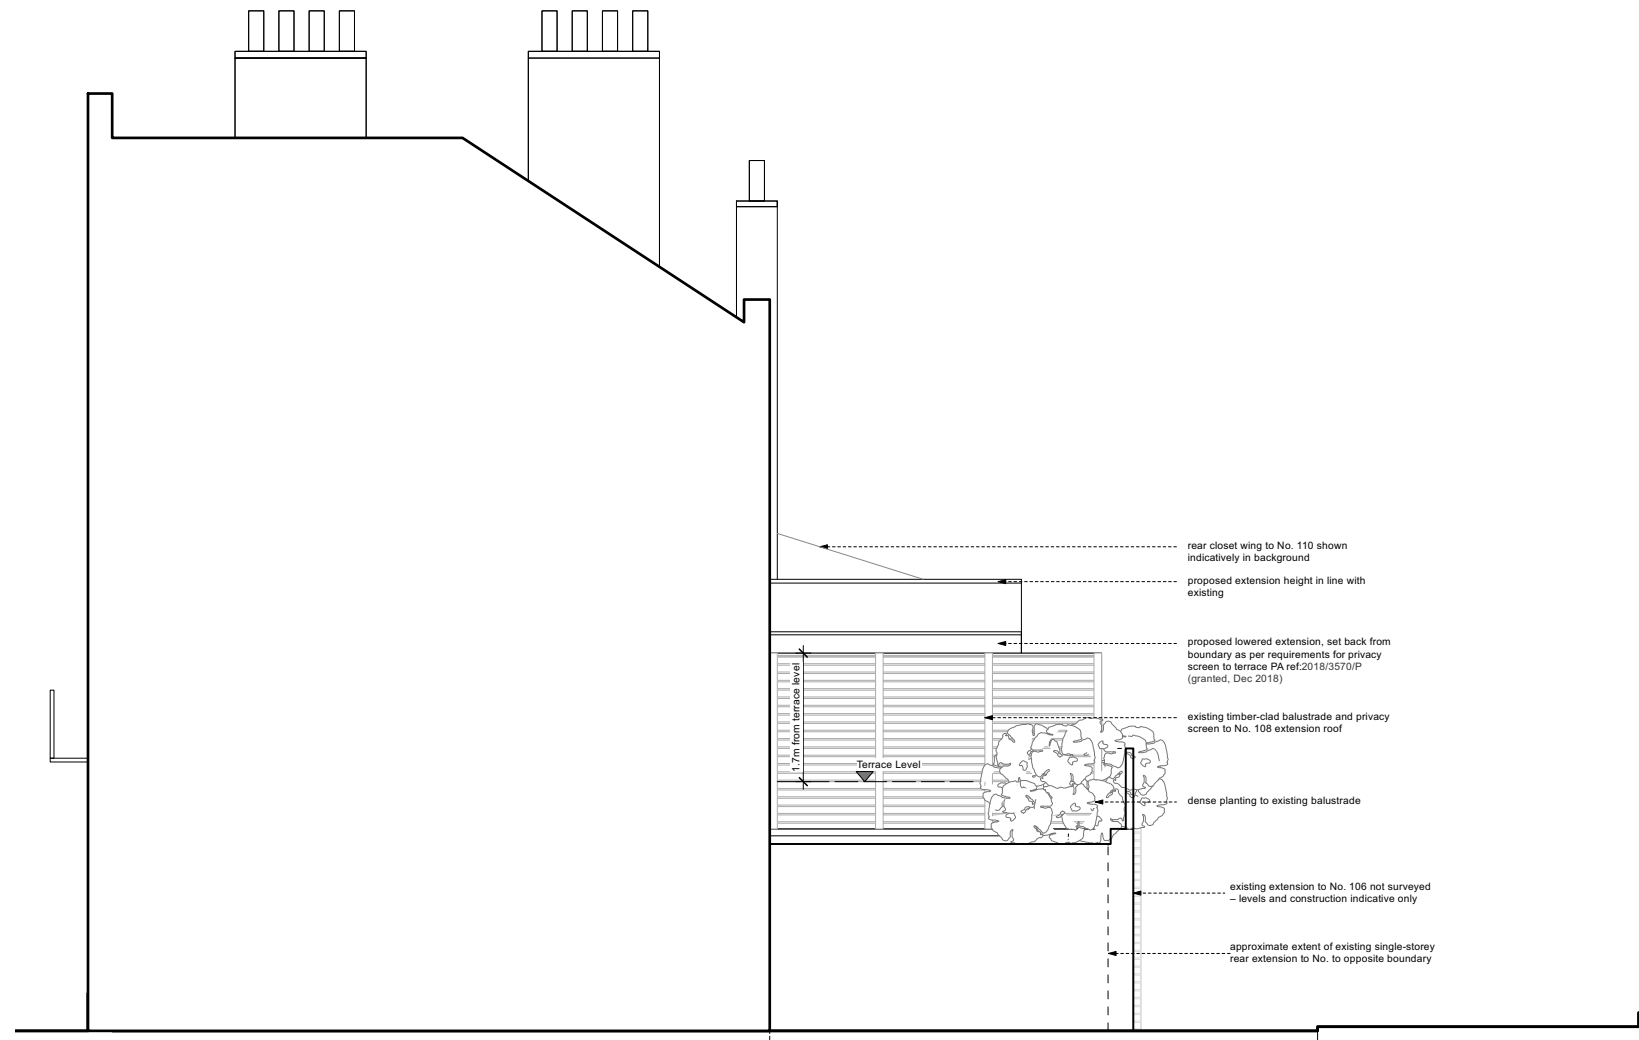 rear closet wing to No. 110 shown
indicatively in background
proposed extension height in line with
existing
proposed lowered extension, set back from
boundary as per requirements for privacy
screen to terrace PA ref:2018/3570/P
(granted, Dec 2018)
1.7m from terrace level
existing timber-clad balustrade and privacy
screen to No. 108 extension roof
Terrace Level
dense planting to existing balustrade
existing extension to No. 106 not surveyed
– levels and construction indicative only
approximate extent of existing single-storey
rear extension to No. to opposite boundary